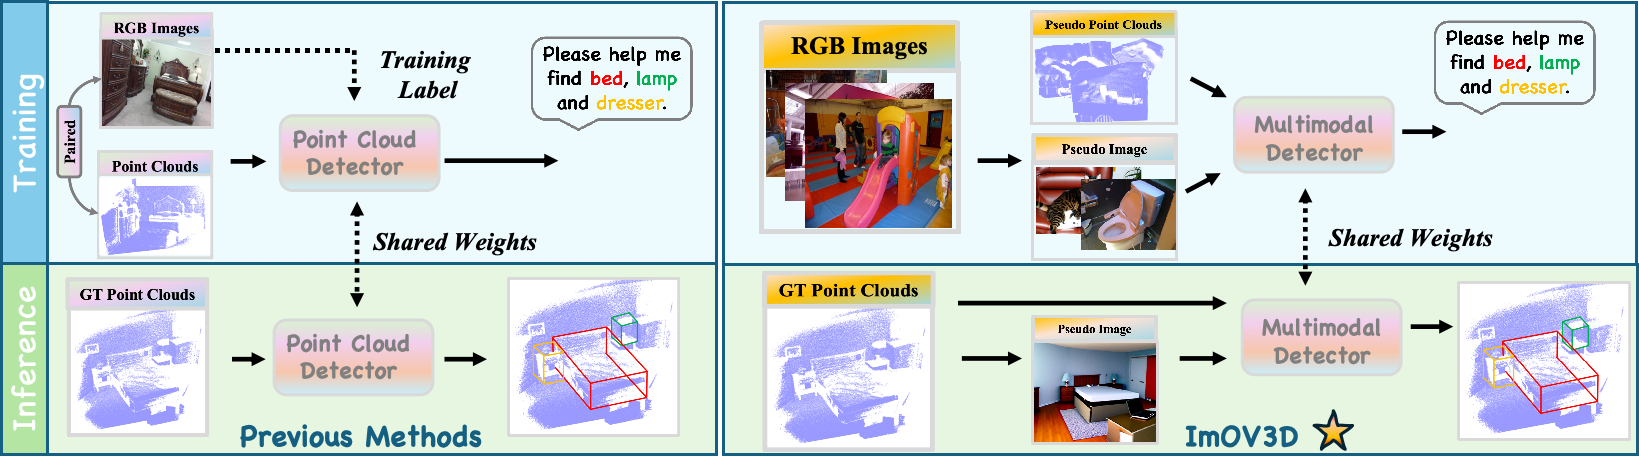 Training
RGB Images
Paired
Point Clouds
Training
Label
Point Cloud
Detector
Please help me
find bed, lamp
and dresser.
Shared Weights
Inference
GT Point Clouds
Point Cloud
Detector
Previous Methods
RGB Images
Pseudo Point Clouds
Pseudo Image
Multimodal
Detector
Please help me
find bed, lamp
and dresser.
Shared Weights
GT Point Clouds
Pseudo Image
Multimodal
Detector
ImOV3D